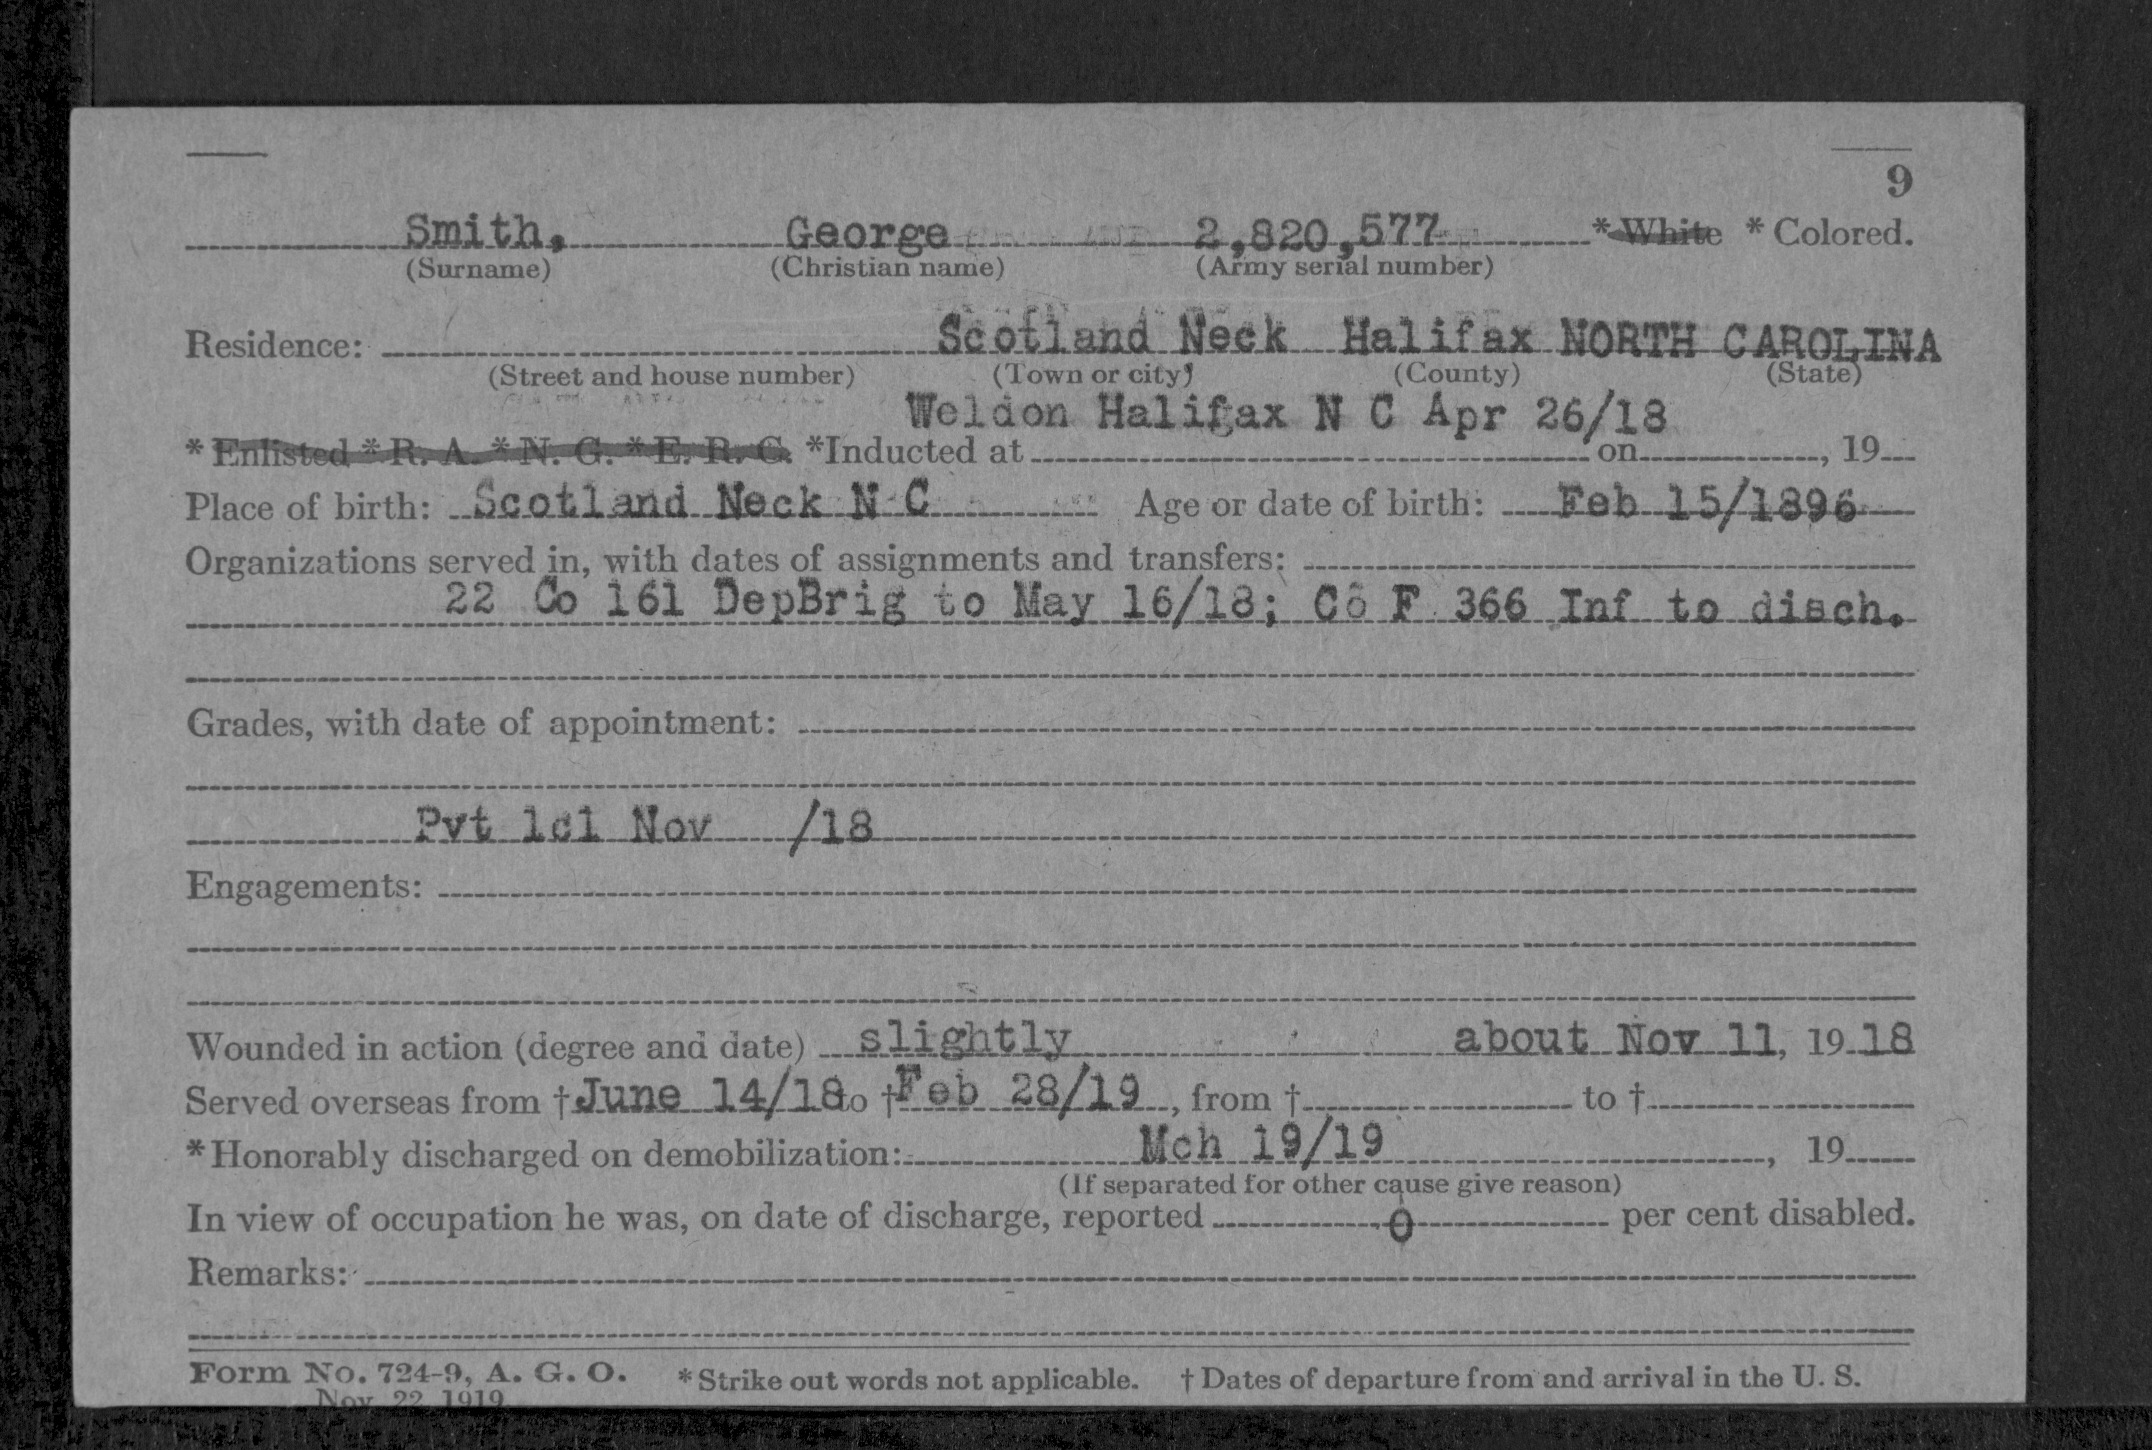 9
Smith, George 2,820,577 * White * Colored.
(Surname) (Christian name) (Army serial number)
Residence: Scotland Neck Halifax NORTH CAROLINA
(Street and house number) (Town or city) (County) (State)
Weldon Halifax N C Apr 26/18
* Enlisted * R. A. * N. G. * E. R. C. *Inducted at on , 19
Place of birth: Scotland Neck N C Age or date of birth: Feb 15/1896
Organizations served in, with dates of assignments and transfers:
22 Co 161 DepBrig to May 16/18; Co F 366 Inf to disch.
Grades, with date of appointment:
Pvt 1cl Nov /18
Engagements:
Wounded in action (degree and date) slightly about Nov 11, 19 18
Served overseas from † June 14/18 to † Feb 28/19, from † to †
* Honorably discharged on demobilization: Mch 19/19 , 19
(If separated for other cause give reason)
In view of occupation he was, on date of discharge, reported 0 per cent disabled.
Remarks:
Form No. 724-9, A. G. O. * Strike out words not applicable. † Dates of departure from and arrival in the U. S.
Nov 22 1919